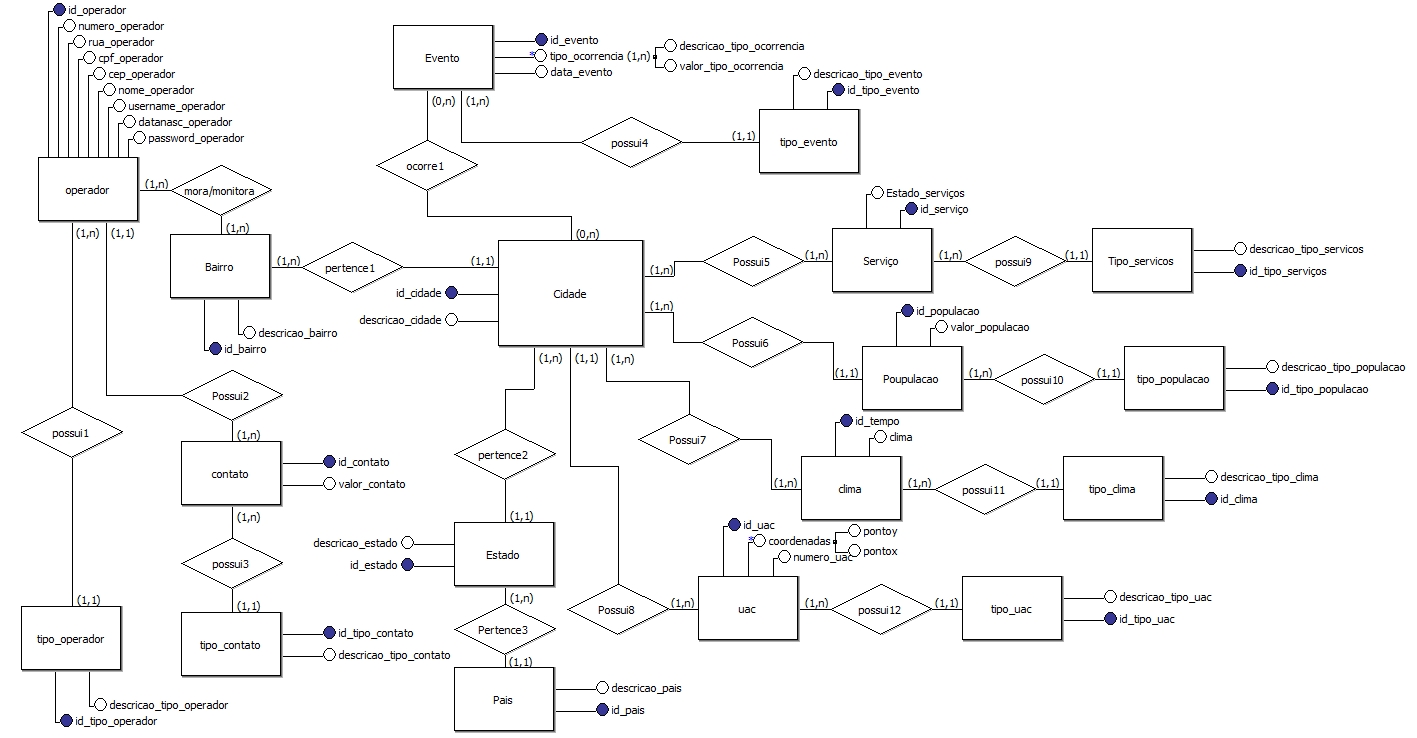 id_operador
numero_operador
rua_operador
cpf_operador
cep_operador
nome_operador
username_operador
datanasc_operador
password_operador
operador
(1,n)
mora/monitora
(1,n)
(1,n)
(1,1)
Evento
id_evento
tipo_ocorrencia (1,n)
*
descricao_tipo_ocorrencia
valor_tipo_ocorrencia
data_evento
(0,n)
(1,n)
ocorre1
possui4
(1,1)
descricao_tipo_evento
id_tipo_evento
tipo_evento
Bairro
(1,n)
pertence1
(1,1)
descricao_bairro
id_bairro
(0,n)
Cidade
id_cidade
descricao_cidade
(1,n)
(1,n)
(1,n)
(1,1)
(1,n)
Possui5
(1,n)
Estado_serviços
id_serviço
Serviço
(1,n)
possui9
(1,1)
Tipo_servicos
descricao_tipo_servicos
id_tipo_serviços
Possui6
(1,1)
id_populacao
valor_populacao
Poupulacao
(1,n)
possui10
(1,1)
tipo_populacao
descricao_tipo_populacao
id_tipo_populacao
Possui7
(1,n)
id_tempo
clima
clima
(1,n)
possui11
(1,1)
tipo_clima
descricao_tipo_clima
id_clima
Possui8
(1,n)
id_uac
*
coordenadas
pontoy
pontox
numero_uac
uac
(1,n)
possui12
(1,1)
tipo_uac
descricao_tipo_uac
id_tipo_uac
pertence2
(1,1)
descricao_estado
id_estado
Estado
(1,n)
Pertence3
(1,1)
Pais
descricao_pais
id_pais
Possui2
(1,n)
contato
id_contato
valor_contato
(1,n)
possui3
(1,1)
tipo_contato
id_tipo_contato
descricao_tipo_contato
possui1
(1,1)
tipo_operador
descricao_tipo_operador
id_tipo_operador